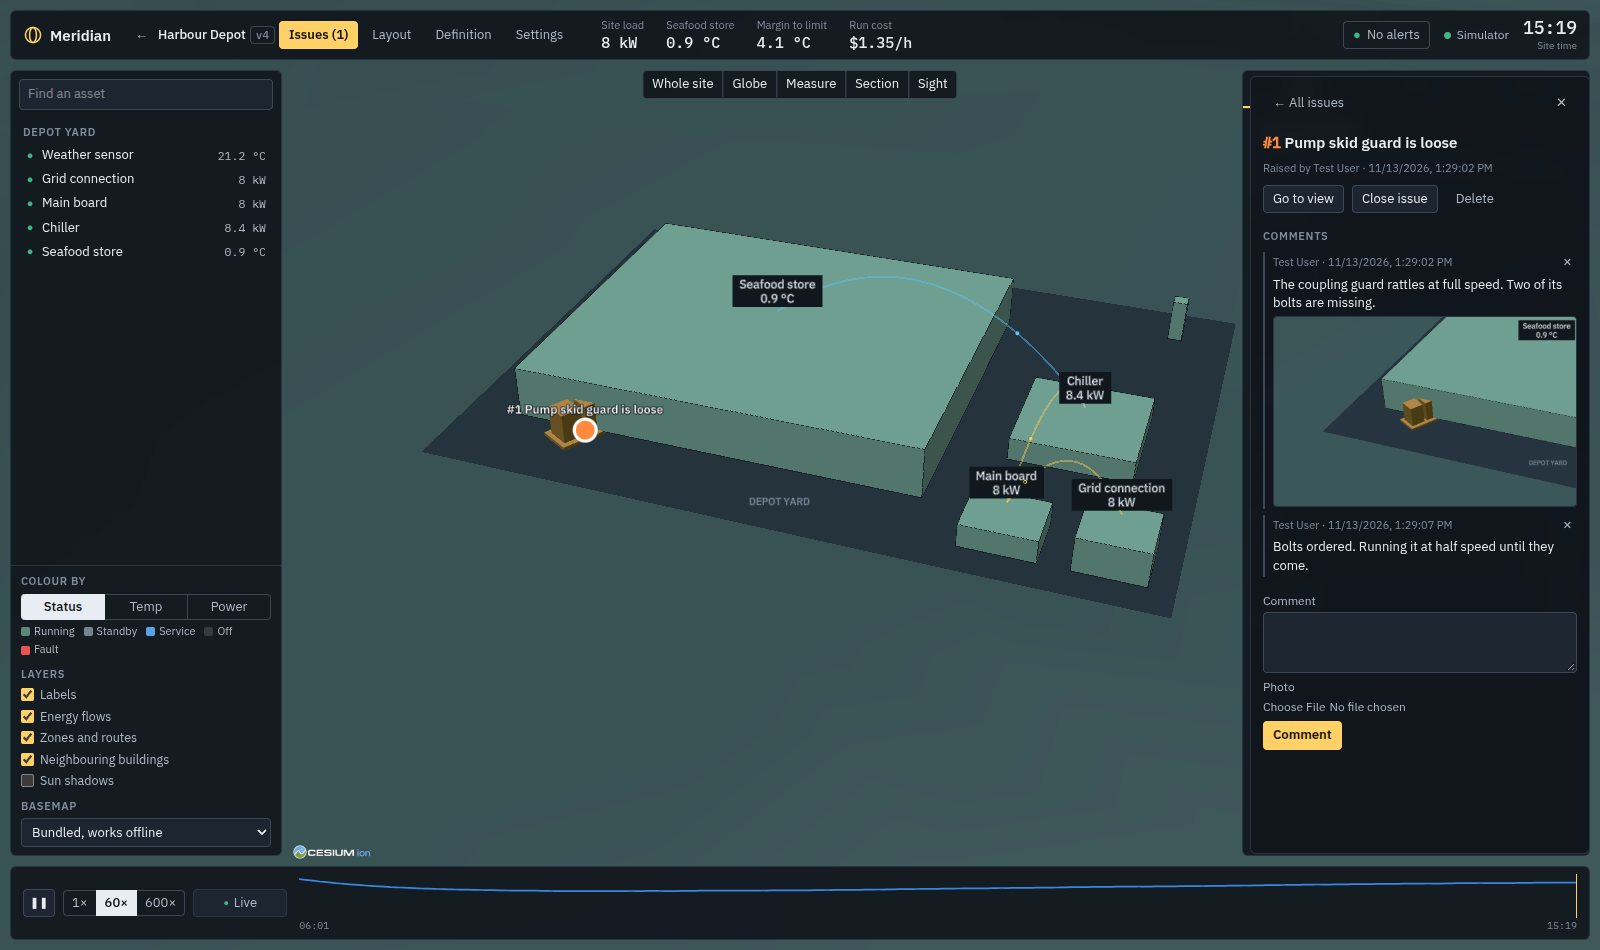 Meridian
← Harbour Depot v4
Issues (1)
Layout
Definition
Settings
Site load
8 kW
Seafood store
0.9 °C
Margin to limit
4.1 °C
Run cost
$1.35/h
No alerts
Simulator
15:19
Site time
Find an asset
DEPOT YARD
Weather sensor 21.2 °C
Grid connection 8 kW
Main board 8 kW
Chiller 8.4 kW
Seafood store 0.9 °C
COLOUR BY
Status Temp Power
Running Standby Service Off
Fault
LAYERS
Labels
Energy flows
Zones and routes
Neighbouring buildings
Sun shadows
BASEMAP
Bundled, works offline
Whole site Globe Measure Section Sight
Seafood store
0.9 °C
Chiller
8.4 kW
#1 Pump skid guard is loose
Main board
8 kW
Grid connection
8 kW
DEPOT YARD
CESIUM ion
← All issues ×
#1 Pump skid guard is loose
Raised by Test User · 11/13/2026, 1:29:02 PM
Go to view Close issue Delete
COMMENTS
Test User · 11/13/2026, 1:29:02 PM ×
The coupling guard rattles at full speed. Two of its
bolts are missing.
Seafood store
0.9 °C
DEPOT YARD
Test User · 11/13/2026, 1:29:07 PM ×
Bolts ordered. Running it at half speed until they
come.
Comment
Photo
Choose File No file chosen
Comment
1× 60× 600× Live
06:01
15:19